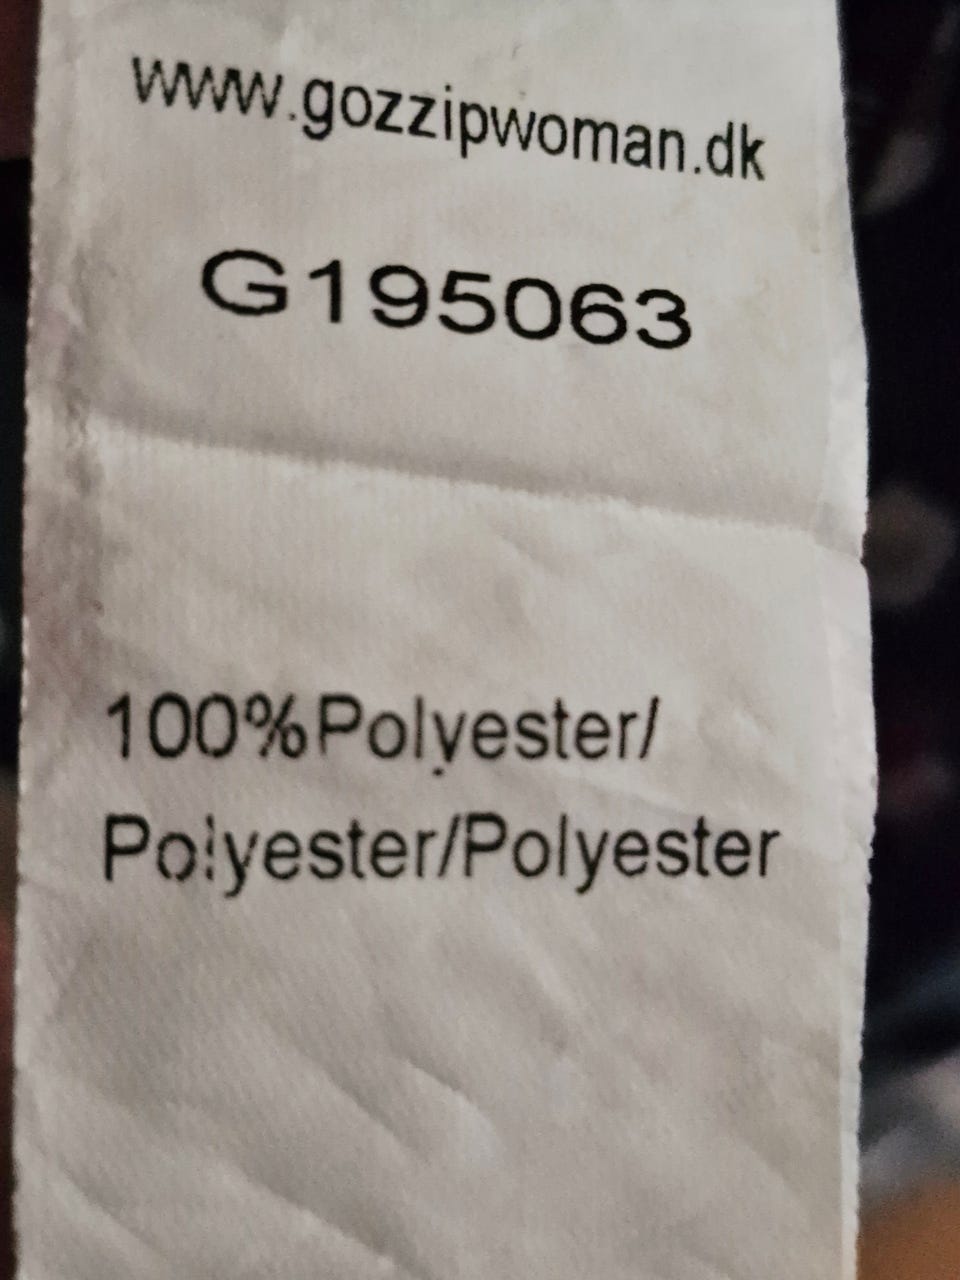 www.gozzipwoman.dk
G195063
100%Polyester/
Polyester/Polyester